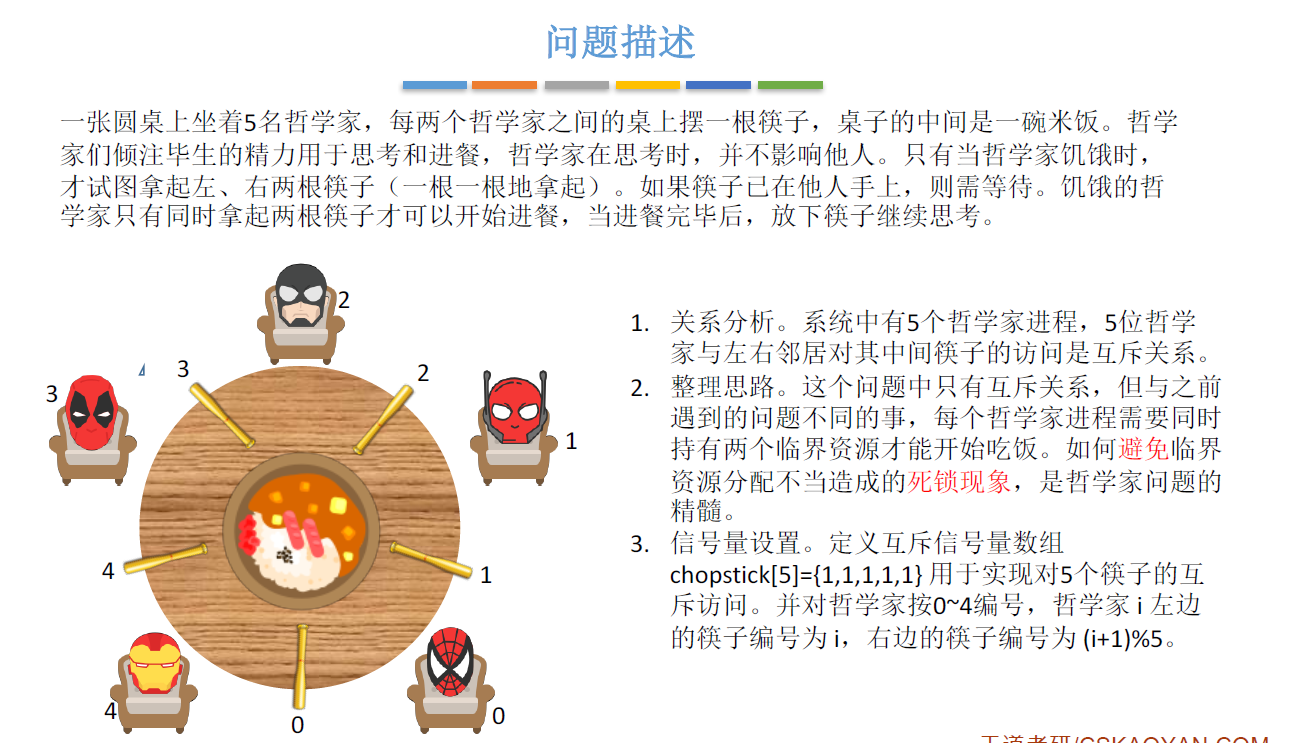 问题描述
一张圆桌上坐着5名哲学家，每两个哲学家之间的桌上摆一根筷子，桌子的中间是一碗米饭。哲学
家们倾注毕生的精力用于思考和进餐，哲学家在思考时，并不影响他人。只有当哲学家饥饿时，
才试图拿起左、右两根筷子（一根一根地拿起）。如果筷子已在他人手上，则需等待。饥饿的哲
学家只有同时拿起两根筷子才可以开始进餐，当进餐完毕后，放下筷子继续思考。
2
3
2
3
1
4
1
4
0
0
1. 关系分析。系统中有5个哲学家进程，5位哲学
家与左右邻居对其中间筷子的访问是互斥关系。
2. 整理思路。这个问题中只有互斥关系，但与之前
遇到的问题不同的事，每个哲学家进程需要同时
持有两个临界资源才能开始吃饭。如何避免临界
资源分配不当造成的死锁现象，是哲学家问题的
精髓。
3. 信号量设置。定义互斥信号量数组
chopstick[5]={1,1,1,1,1} 用于实现对5个筷子的互
斥访问。并对哲学家按0~4编号，哲学家 i 左边
的筷子编号为 i，右边的筷子编号为 (i+1)%5。
王道考研/CSKAOYAN.COM